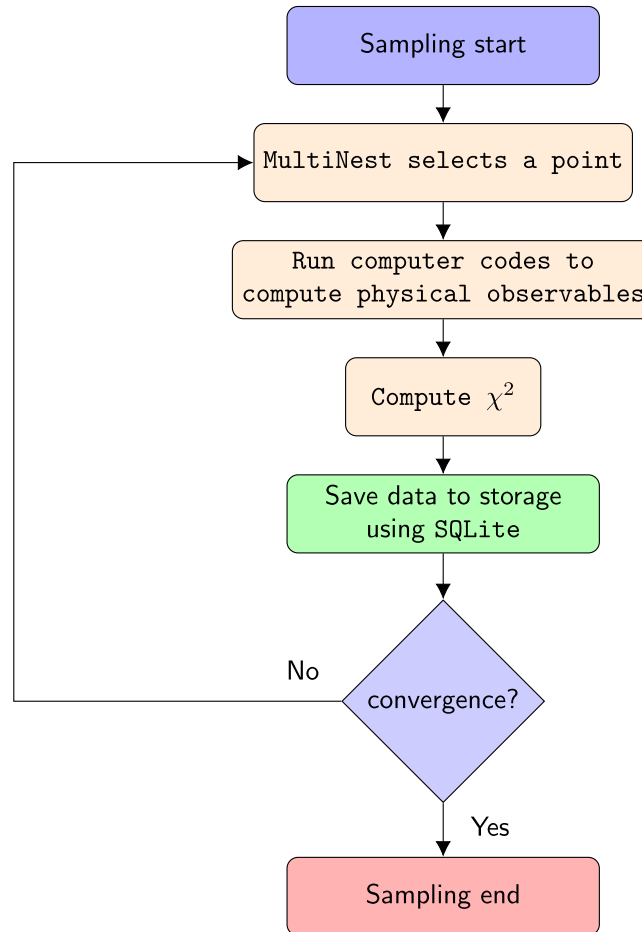 Sampling start
MultiNest selects a point
Run computer codes to
compute physical observables
Compute χ²
Save data to storage
using SQLite
No
convergence?
Yes
Sampling end